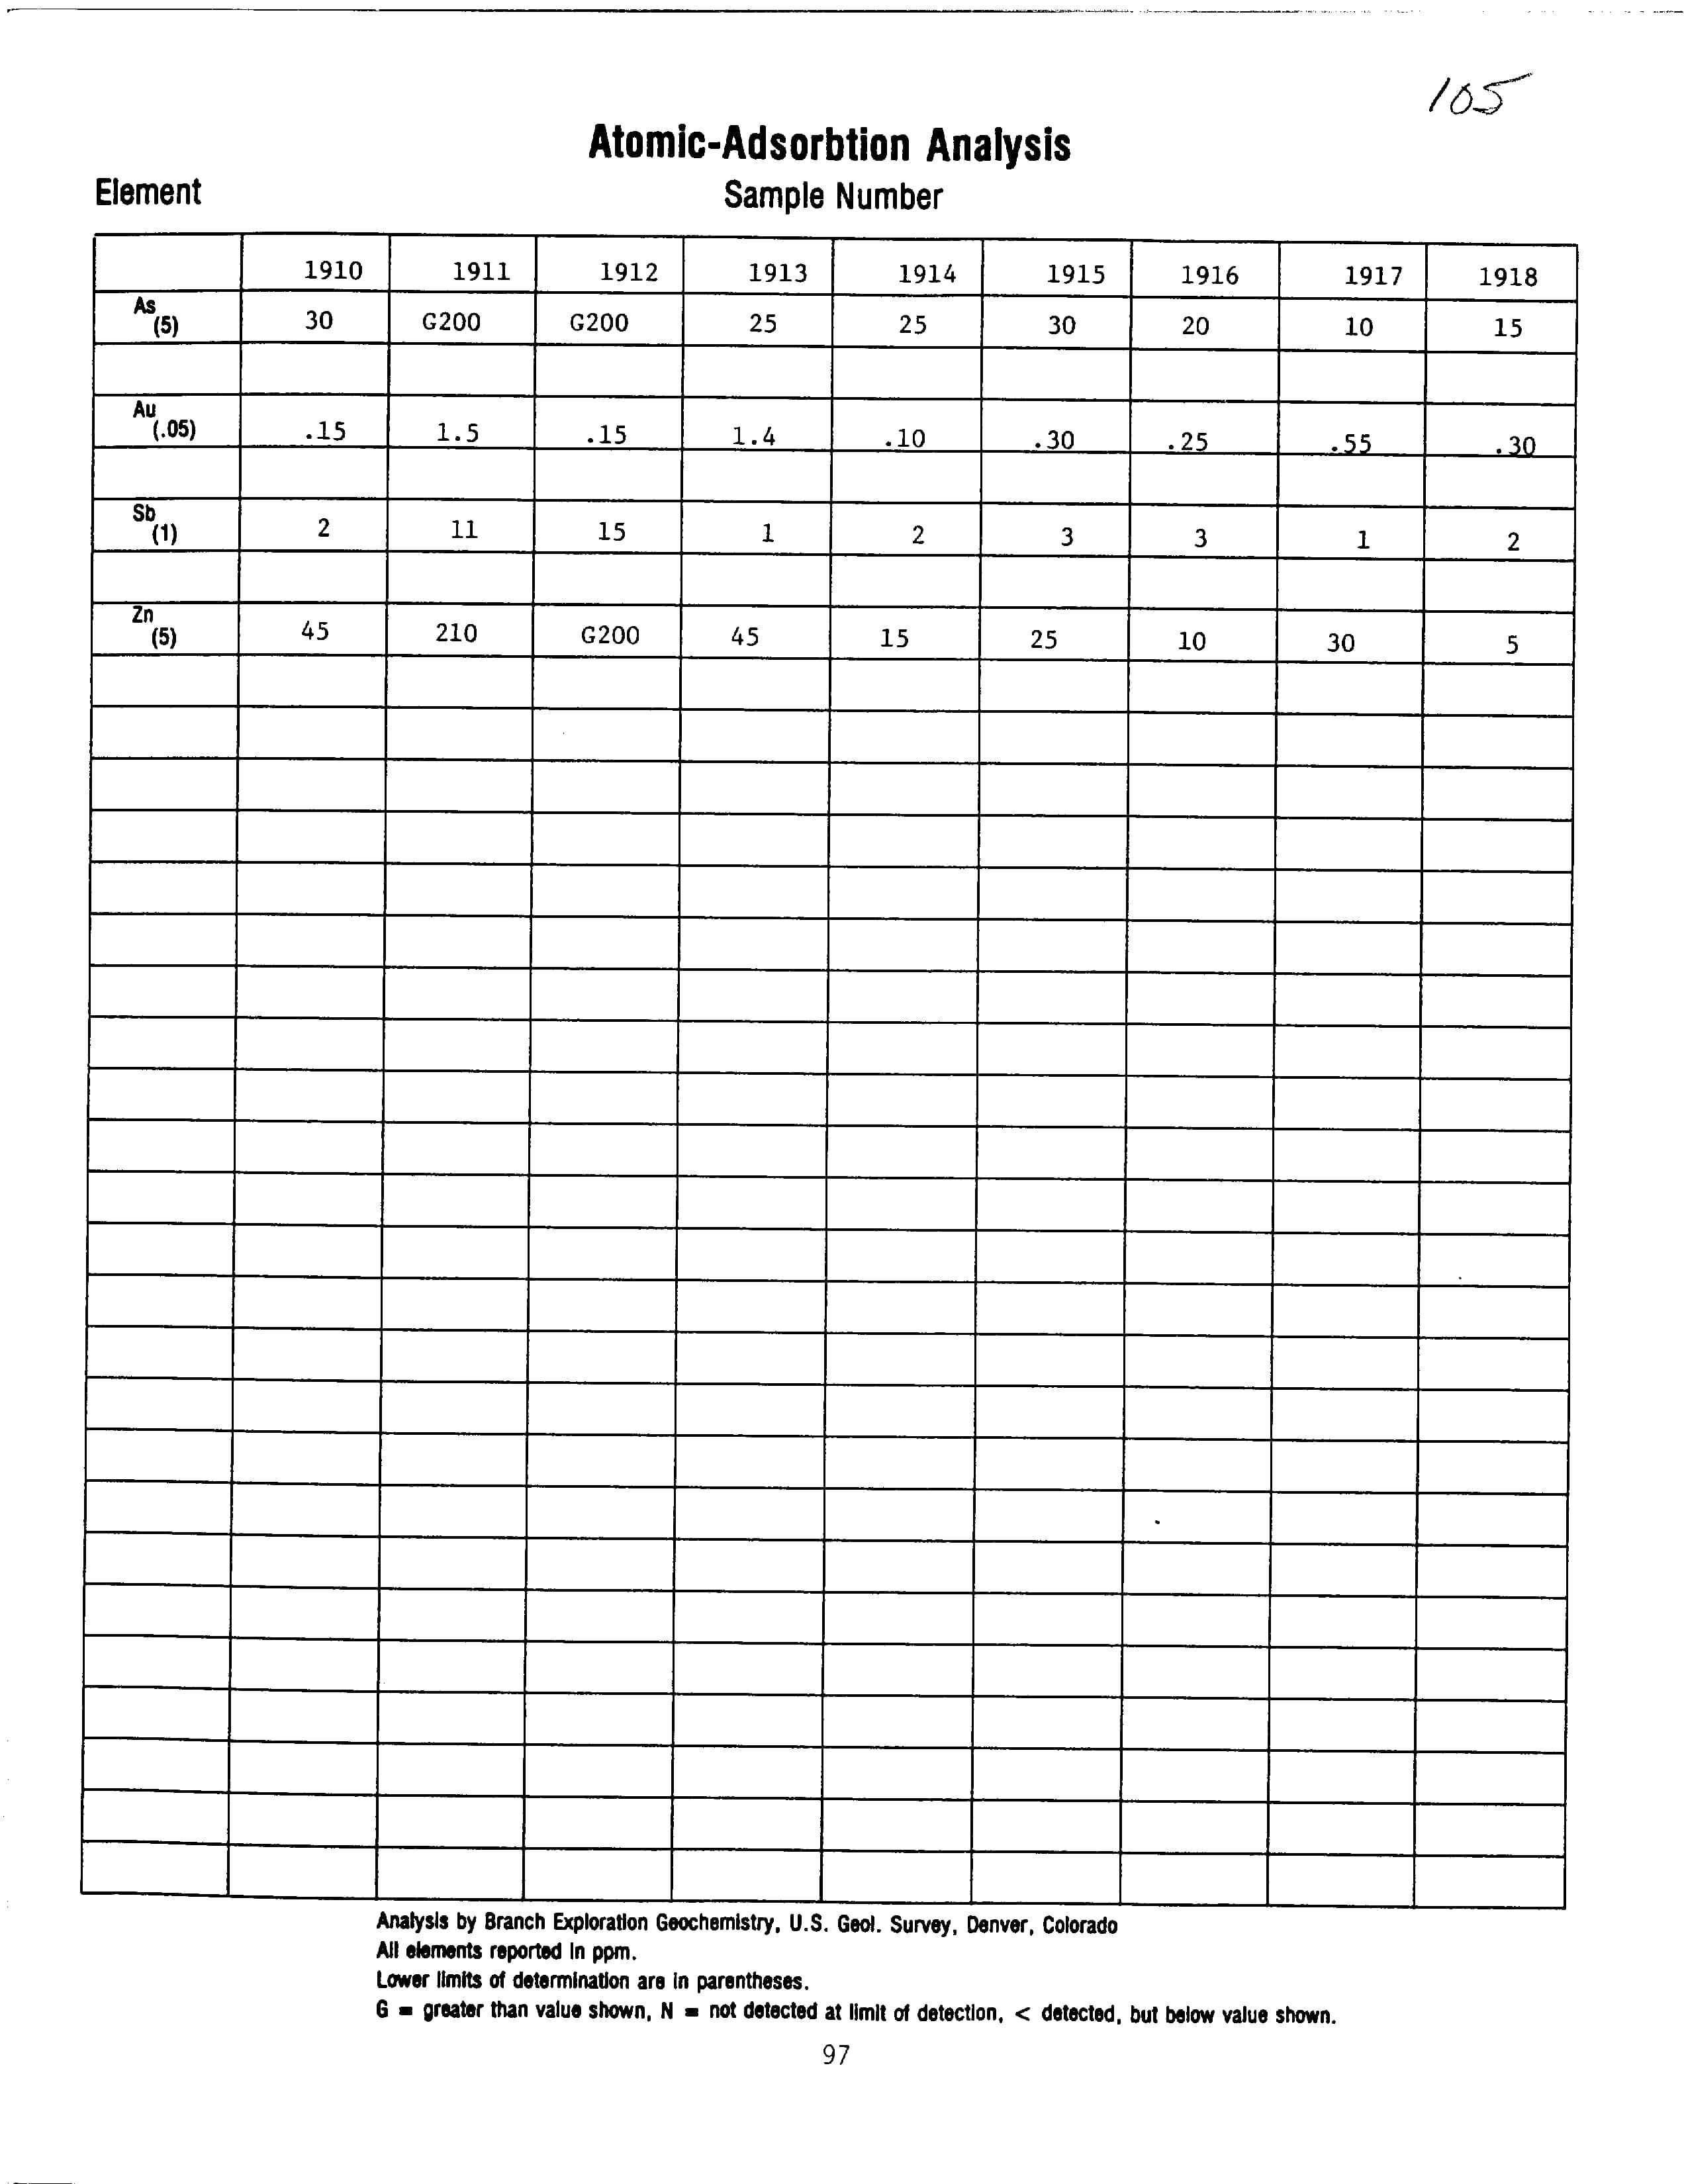 105
Atomic-Adsorbtion Analysis
Element Sample Number
1910 1911 1912 1913 1914 1915 1916 1917 1918
As (5) 30 G200 G200 25 25 30 20 10 15
Au (.05) .15 1.5 .15 1.4 .10 .30 .25 .55 .30
Sb (1) 2 11 15 1 2 3 3 1 2
Zn (5) 45 210 G200 45 15 25 10 30 5
Analysis by Branch Exploration Geochemistry, U.S. Geol. Survey, Denver, Colorado
All elements reported in ppm.
Lower limits of determination are in parentheses.
G = greater than value shown, N = not detected at limit of detection, < detected, but below value shown.
97